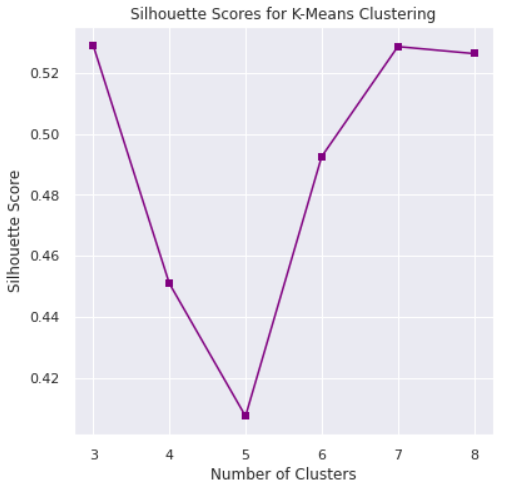 Silhouette Scores for K-Means Clustering
0.52
0.50
0.48
0.46
0.44
0.42
Silhouette Score
3 4 5 6 7 8
Number of Clusters